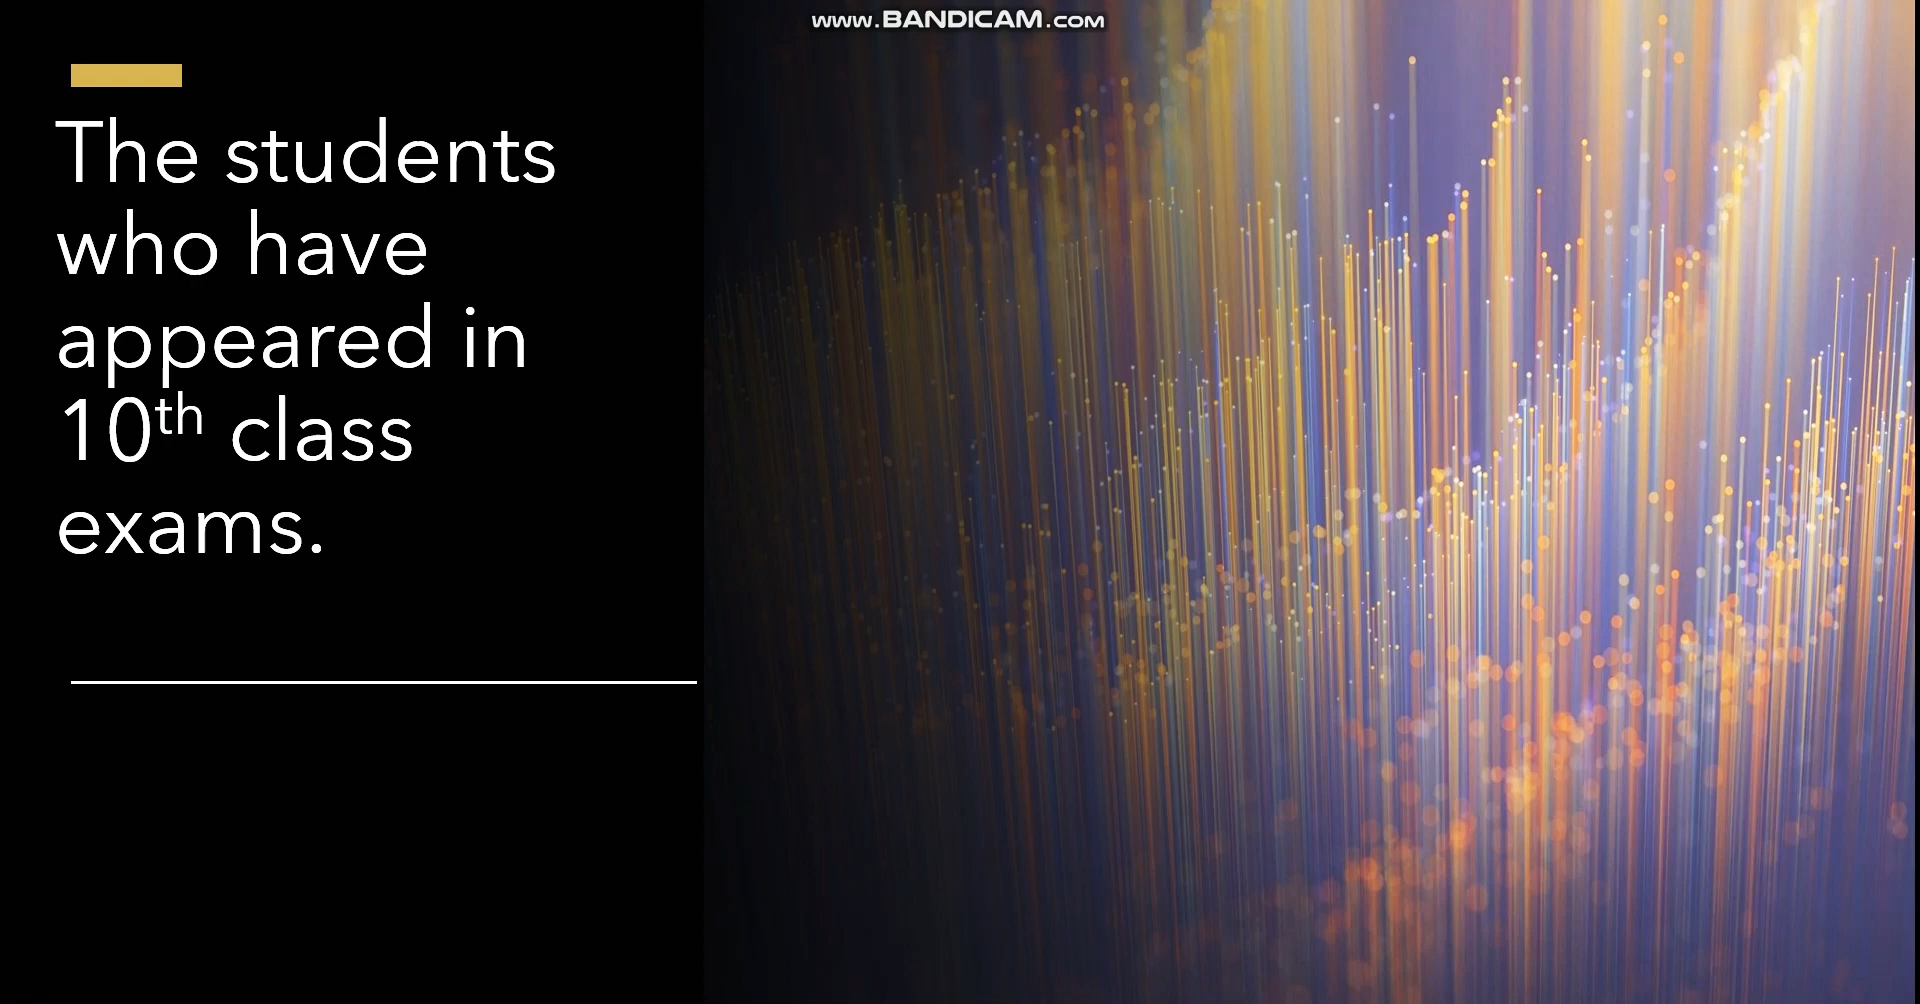 www.BANDICAM.com
The students
who have
appeared in
10th class
exams.